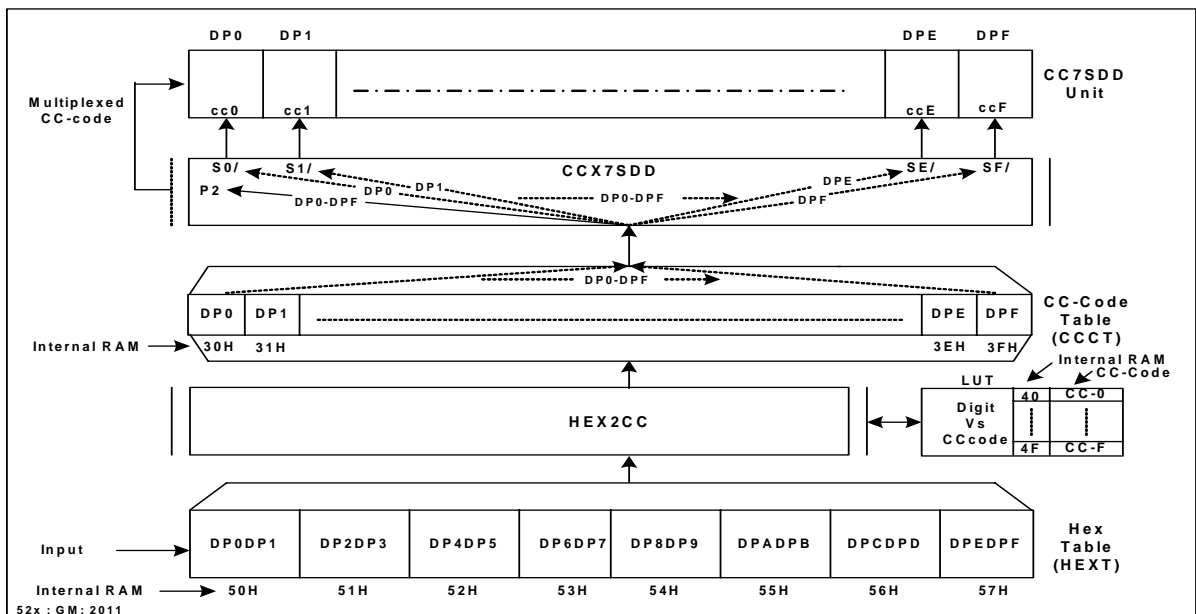 DP0 DP1 DPE DPF
CC7SDD
Unit
Multiplexed
CC-code
cc0 cc1 ccE ccF
S0/ S1/ CCX7SDD SE/ SF/
P2 DP0 DP1 DP0-DPF DPE
DP0-DPF DPF
DP0-DPF
DP0 DP1 DPE DPF
CC-Code
Table
(CCCT)
Internal RAM 30H 31H 3EH 3FH
Internal RAM
CC-Code
LUT
HEX2CC
Digit
Vs
CCcode
40 CC-0
4F CC-F
Input
DP0DP1 DP2DP3 DP4DP5 DP6DP7 DP8DP9 DPADPB DPCDPD DPEDPF
Hex
Table
(HEXT)
Internal RAM 50H 51H 52H 53H 54H 55H 56H 57H
52x : GM: 2011